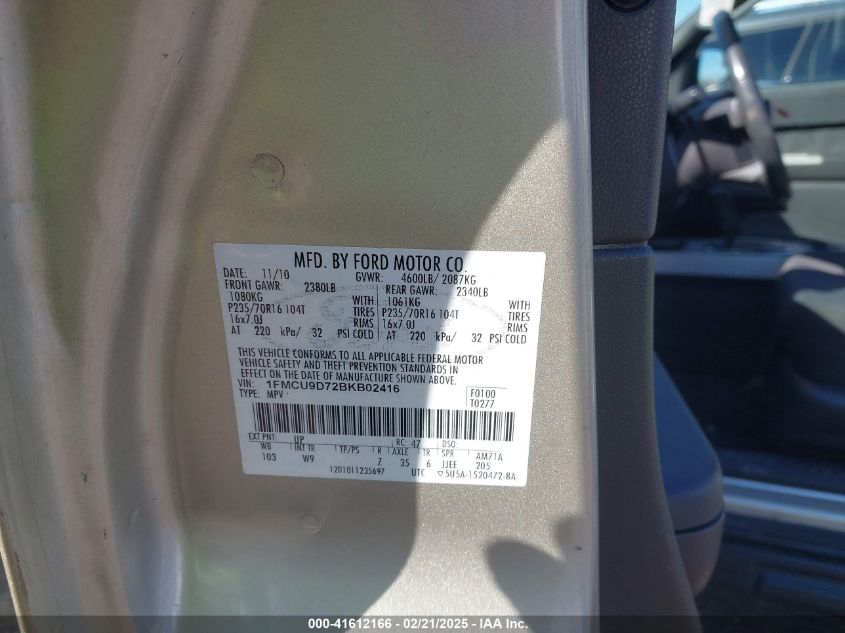 MFD. BY FORD MOTOR CO.
DATE: 11/10 GVWR: 4600LB/ 2087KG
FRONT GAWR: 2380LB REAR GAWR: 2340LB
1080KG WITH 1061KG WITH
P235/70R16 104T TIRES P235/70R16 104T TIRES
16x7.0J RIMS 16x7.0J RIMS
AT 220 kPa/ 32 PSI COLD AT 220 kPa/ 32 PSI COLD
THIS VEHICLE CONFORMS TO ALL APPLICABLE FEDERAL MOTOR
VEHICLE SAFETY AND THEFT PREVENTION STANDARDS IN EFFECT
ON THE DATE OF MANUFACTURE SHOWN ABOVE.
VIN: 1FMCU9D72BKB02416 F0100
TYPE: MPV T0277
EXT PNT: UP RC: 47 DSO:
WB INT TR TP/PS R AXLE TR SPR AM71A
103 W9 Z 35 6 JJEE 205
1201011235697 UTC ▽5U5A-1520472-BA
000-41612166 - 02/21/2025 - © IAA, Inc.